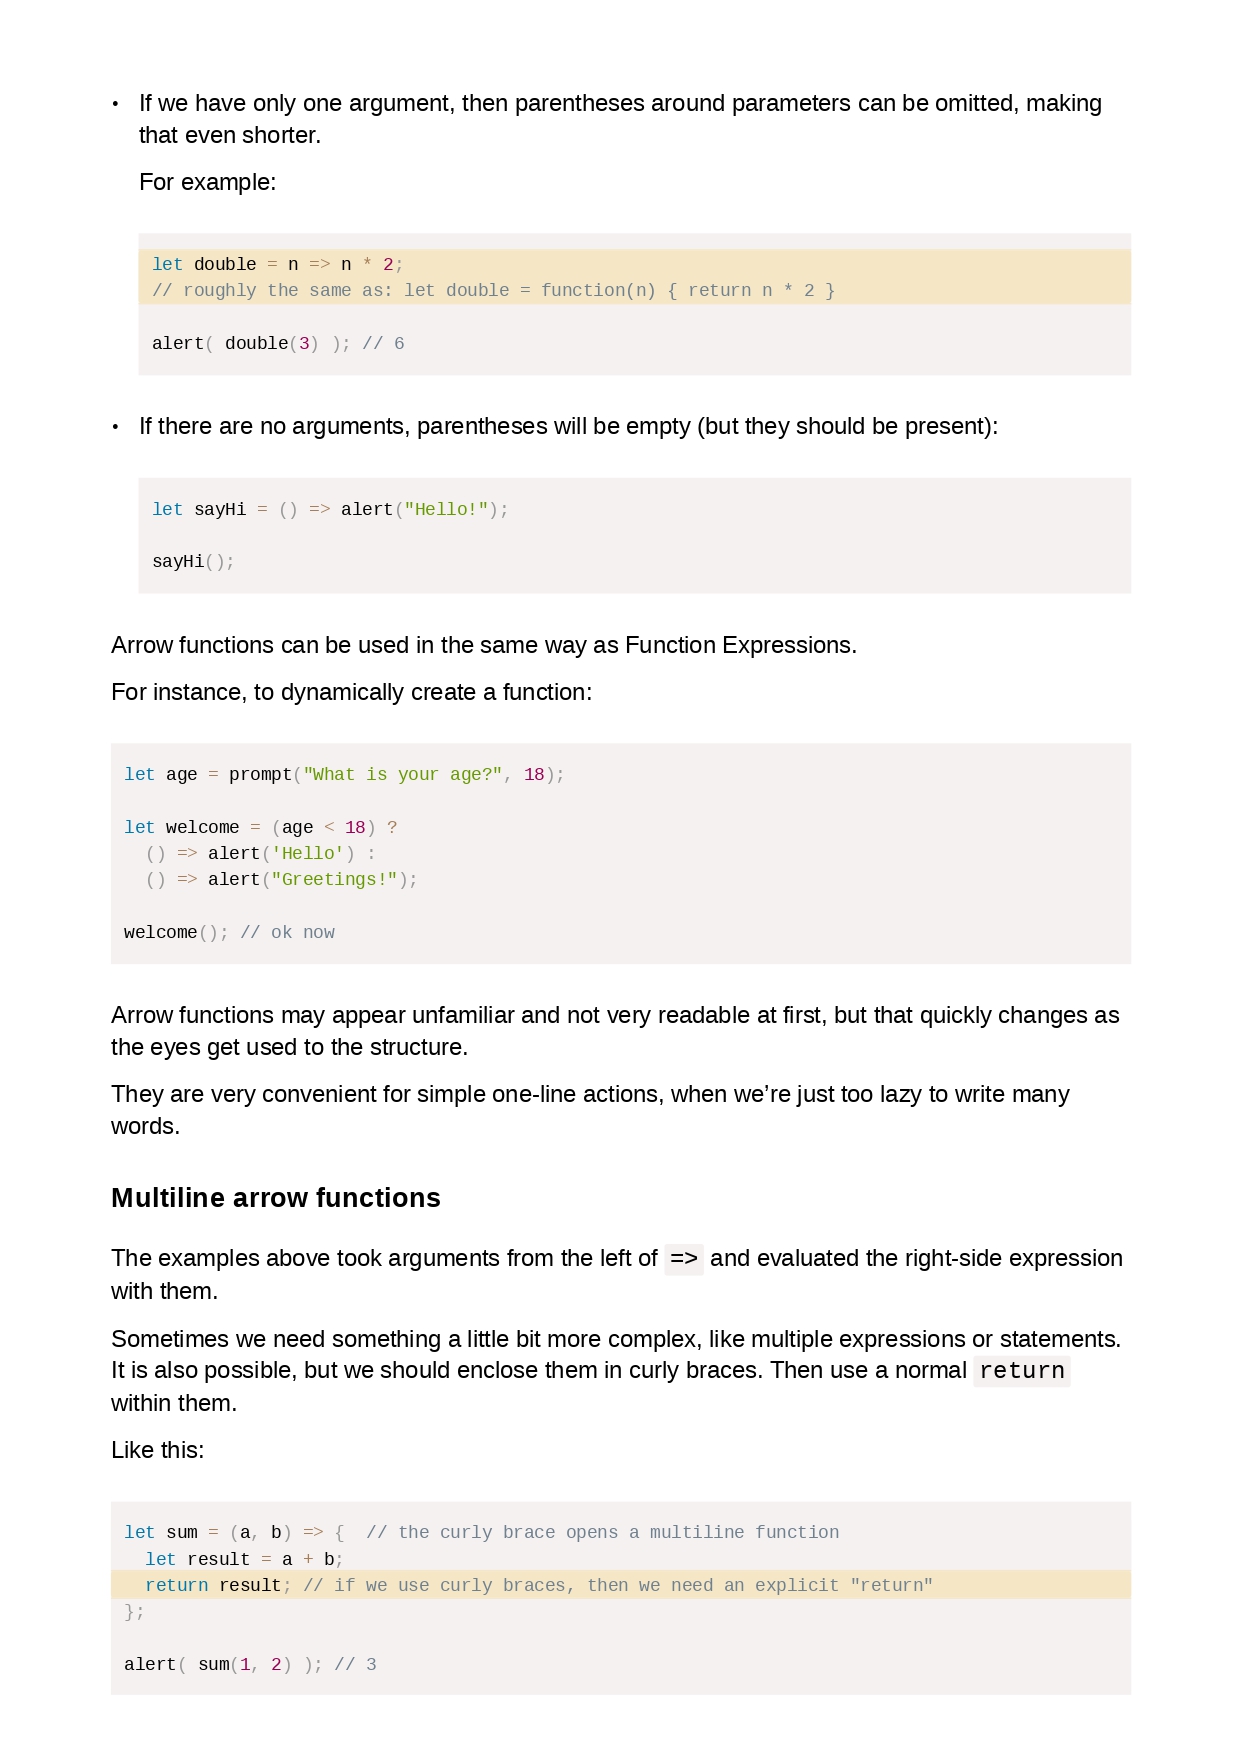 • If we have only one argument, then parentheses around parameters can be omitted, making
that even shorter.
For example:
let double = n => n * 2;
// roughly the same as: let double = function(n) { return n * 2 }
alert( double(3) ); // 6
• If there are no arguments, parentheses will be empty (but they should be present):
let sayHi = () => alert("Hello!");
sayHi();
Arrow functions can be used in the same way as Function Expressions.
For instance, to dynamically create a function:
let age = prompt("What is your age?", 18);
let welcome = (age < 18) ?
  () => alert('Hello') :
  () => alert("Greetings!");
welcome(); // ok now
Arrow functions may appear unfamiliar and not very readable at first, but that quickly changes as
the eyes get used to the structure.
They are very convenient for simple one-line actions, when we’re just too lazy to write many
words.
Multiline arrow functions
The examples above took arguments from the left of => and evaluated the right-side expression
with them.
Sometimes we need something a little bit more complex, like multiple expressions or statements.
It is also possible, but we should enclose them in curly braces. Then use a normal return
within them.
Like this:
let sum = (a, b) => {  // the curly brace opens a multiline function
  let result = a + b;
  return result; // if we use curly braces, then we need an explicit "return"
};
alert( sum(1, 2) ); // 3